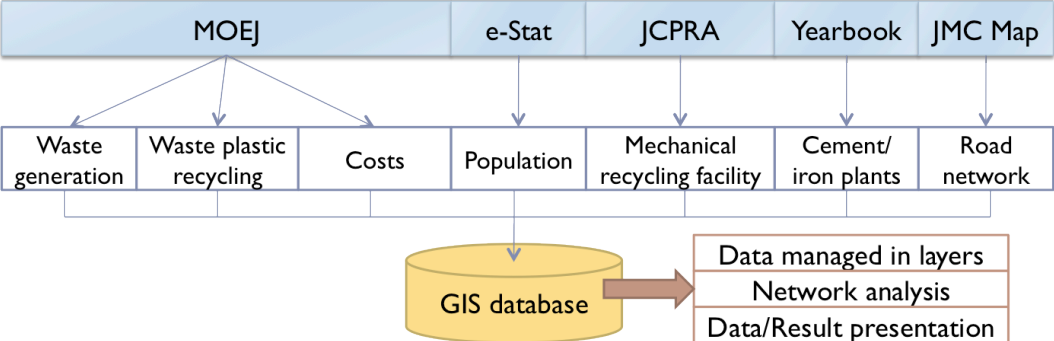 MOEJ
e-Stat
JCPRA
Yearbook
JMC Map
Waste
generation
Waste plastic
recycling
Costs
Population
Mechanical
recycling facility
Cement/
iron plants
Road
network
GIS database
Data managed in layers
Network analysis
Data/Result presentation